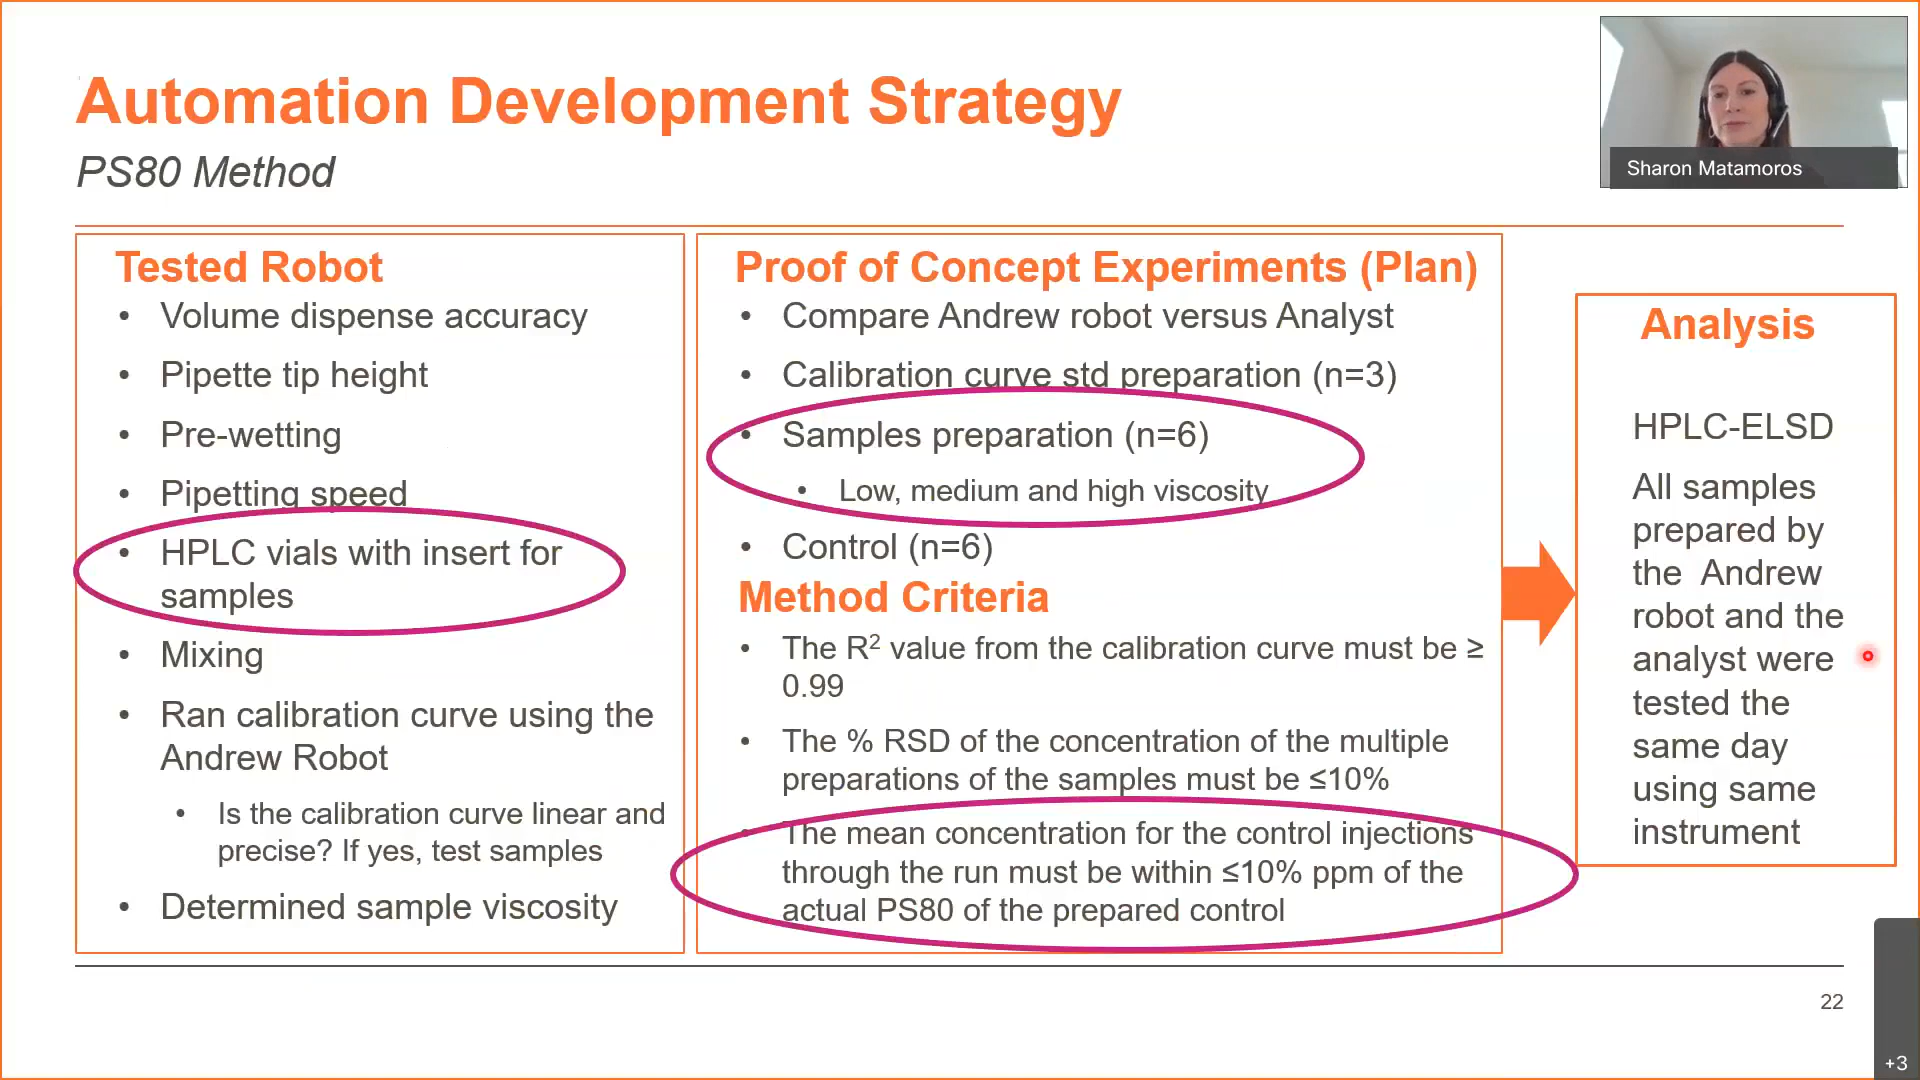 Automation Development Strategy
PS80 Method
Sharon Matamoros
Tested Robot
• Volume dispense accuracy
• Pipette tip height
• Pre-wetting
• Pipetting speed
• HPLC vials with insert for
samples
• Mixing
• Ran calibration curve using the
Andrew Robot
• Is the calibration curve linear and
precise? If yes, test samples
• Determined sample viscosity
Proof of Concept Experiments (Plan)
• Compare Andrew robot versus Analyst
• Calibration curve std preparation (n=3)
• Samples preparation (n=6)
• Low, medium and high viscosity
• Control (n=6)
Method Criteria
• The R² value from the calibration curve must be ≥
0.99
• The % RSD of the concentration of the multiple
preparations of the samples must be ≤10%
• The mean concentration for the control injections
through the run must be within ≤10% ppm of the
actual PS80 of the prepared control
Analysis
HPLC-ELSD
All samples
prepared by
the Andrew
robot and the
analyst were
tested the
same day
using same
instrument
22
+3